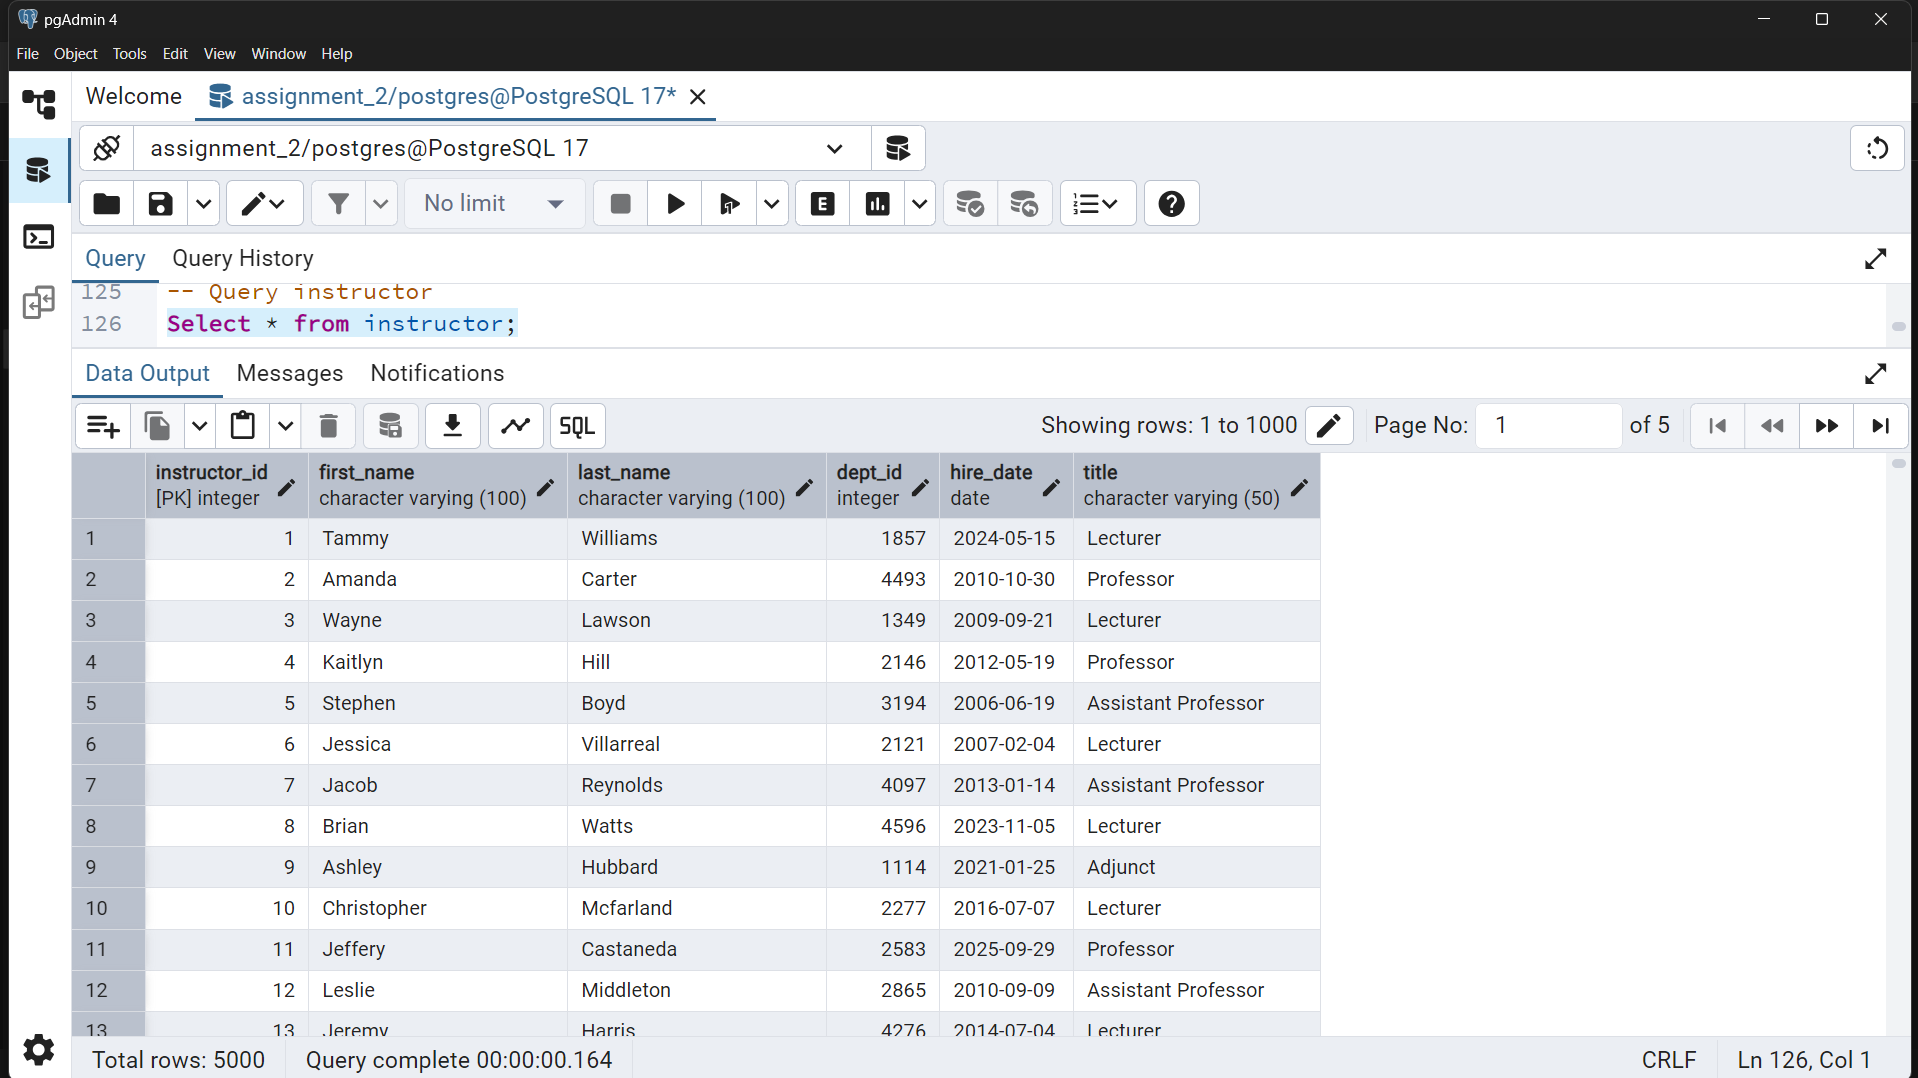 pgAdmin 4
File Object Tools Edit View Window Help
Welcome assignment_2/postgres@PostgreSQL 17*
assignment_2/postgres@PostgreSQL 17
No limit E
Query Query History
125 -- Query instructor
126 Select * from instructor;
Data Output Messages Notifications
SQL Showing rows: 1 to 1000 Page No: 1 of 5
instructor_id first_name last_name dept_id hire_date title
[PK] integer character varying (100) character varying (100) integer date character varying (50)
1 1 Tammy Williams 1857 2024-05-15 Lecturer
2 2 Amanda Carter 4493 2010-10-30 Professor
3 3 Wayne Lawson 1349 2009-09-21 Lecturer
4 4 Kaitlyn Hill 2146 2012-05-19 Professor
5 5 Stephen Boyd 3194 2006-06-19 Assistant Professor
6 6 Jessica Villarreal 2121 2007-02-04 Lecturer
7 7 Jacob Reynolds 4097 2013-01-14 Assistant Professor
8 8 Brian Watts 4596 2023-11-05 Lecturer
9 9 Ashley Hubbard 1114 2021-01-25 Adjunct
10 10 Christopher Mcfarland 2277 2016-07-07 Lecturer
11 11 Jeffery Castaneda 2583 2025-09-29 Professor
12 12 Leslie Middleton 2865 2010-09-09 Assistant Professor
13 13 Jeremy Harris 4276 2014-07-04 Lecturer
Total rows: 5000 Query complete 00:00:00.164 CRLF Ln 126, Col 1